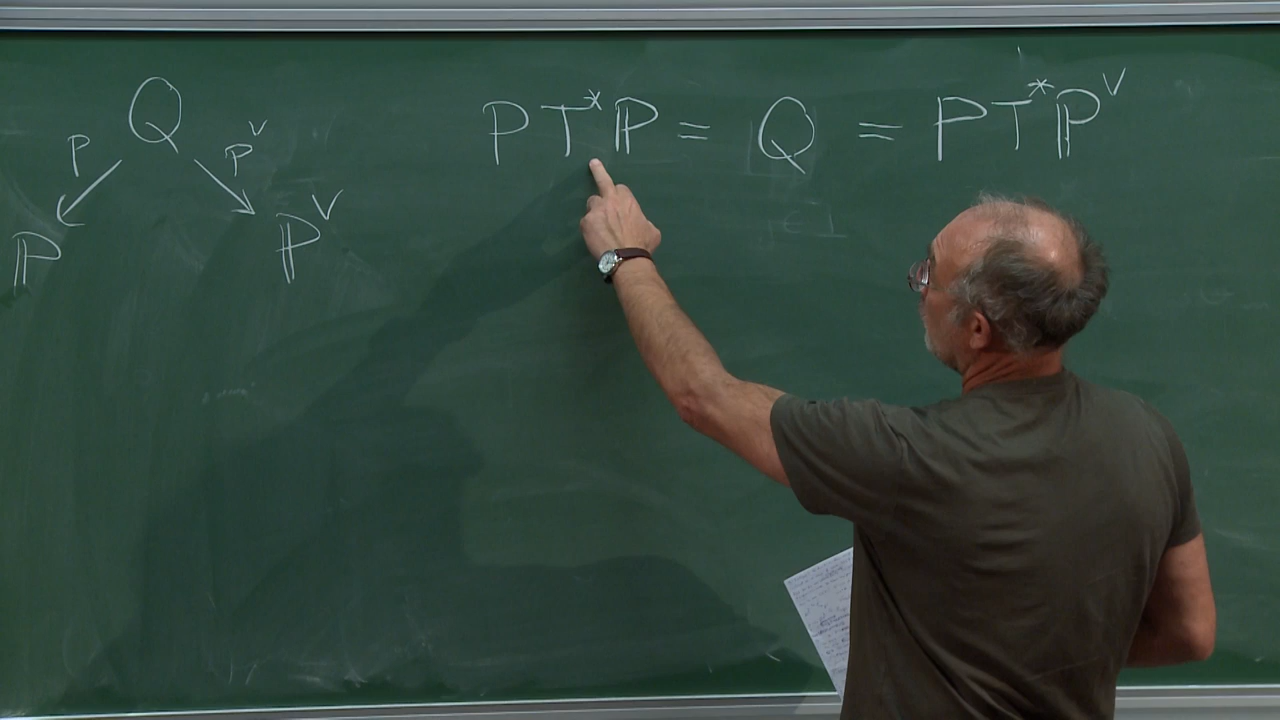 Q PT*ℙ = Q = PT*ℙ^∨
p p^∨
ℙ ℙ^∨